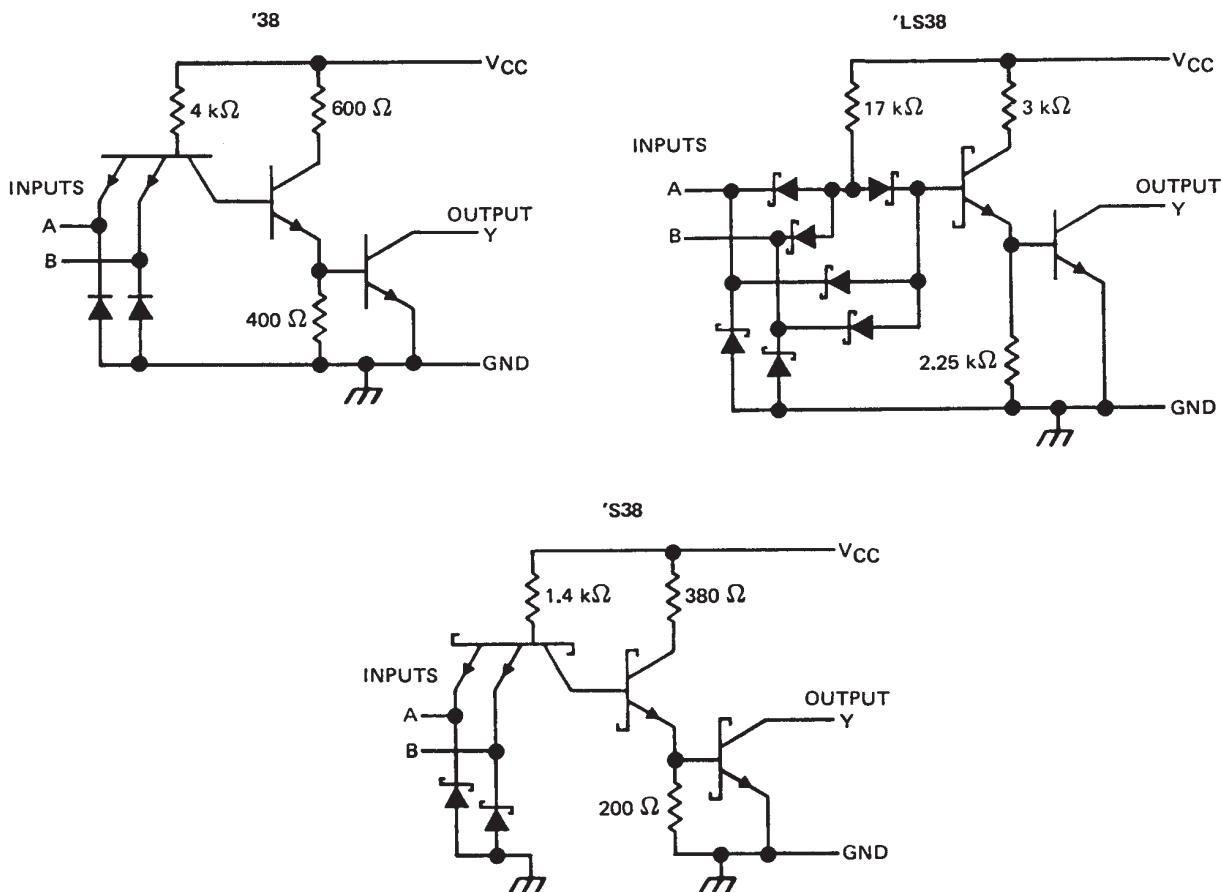 '38
VCC
4 kΩ
600 Ω
INPUTS
A
B
OUTPUT
Y
400 Ω
GND
'LS38
VCC
17 kΩ
3 kΩ
INPUTS
A
B
OUTPUT
Y
2.25 kΩ
GND
'S38
VCC
1.4 kΩ
380 Ω
INPUTS
A
B
OUTPUT
Y
200 Ω
GND